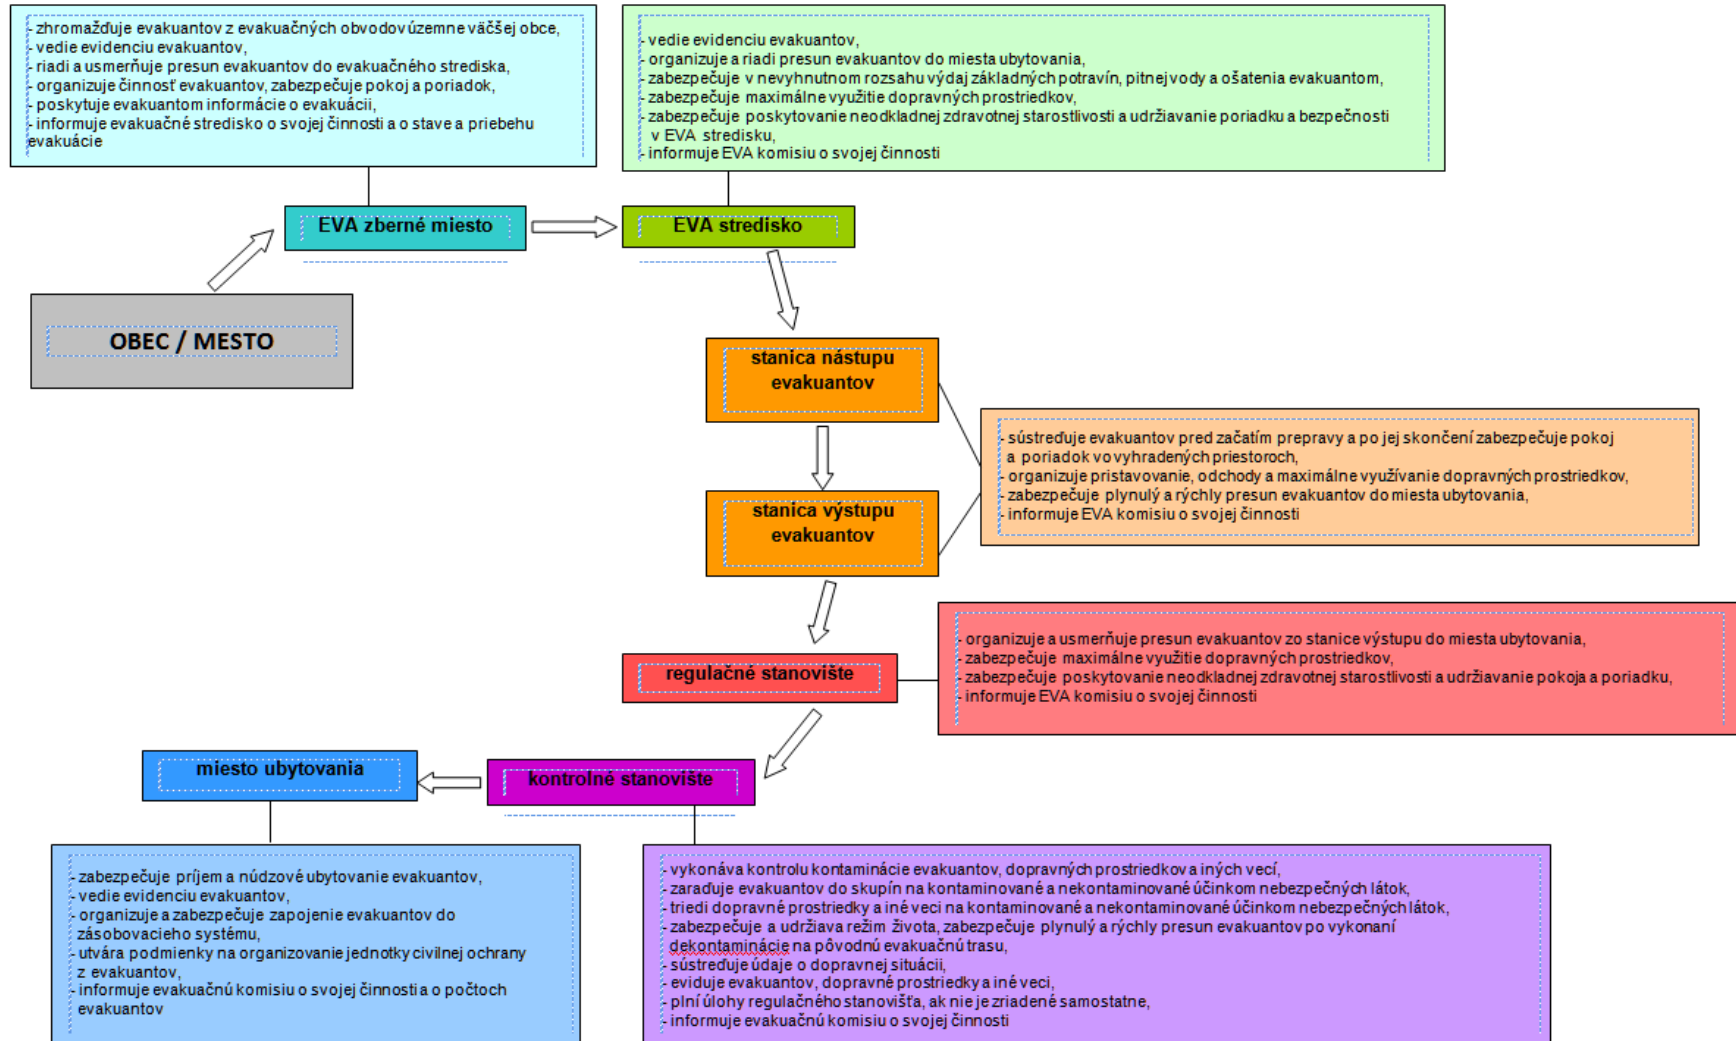 - zhromažďuje evakuantov z evakuačných obvodov územne väčšej obce,
- vedie evidenciu evakuantov,
- riadi a usmerňuje presun evakuantov do evakuačného strediska,
- organizuje činnosť evakuantov, zabezpečuje pokoj a poriadok,
- poskytuje evakuantom informácie o evakuácii,
- informuje evakuačné stredisko o svojej činnosti a o stave a priebehu
evakuácie
- vedie evidenciu evakuantov,
- organizuje a riadi presun evakuantov do miesta ubytovania,
- zabezpečuje v nevyhnutnom rozsahu výdaj základných potravín, pitnej vody a ošatenia evakuantom,
- zabezpečuje maximálne využitie dopravných prostriedkov,
- zabezpečuje poskytovanie neodkladnej zdravotnej starostlivosti a udržiavanie poriadku a bezpečnosti
v EVA stredisku,
- informuje EVA komisiu o svojej činnosti
EVA zberné miesto
EVA stredisko
OBEC / MESTO
stanica nástupu
evakuantov
stanica výstupu
evakuantov
- sústreďuje evakuantov pred začatím prepravy a po jej skončení zabezpečuje pokoj
a poriadok vo vyhradených priestoroch,
- organizuje pristavovanie, odchody a maximálne využívanie dopravných prostriedkov,
- zabezpečuje plynulý a rýchly presun evakuantov do miesta ubytovania,
- informuje EVA komisiu o svojej činnosti
regulačné stanovište
- organizuje a usmerňuje presun evakuantov zo stanice výstupu do miesta ubytovania,
- zabezpečuje maximálne využitie dopravných prostriedkov,
- zabezpečuje poskytovanie neodkladnej zdravotnej starostlivosti a udržiavanie pokoja a poriadku,
- informuje EVA komisiu o svojej činnosti
miesto ubytovania
kontrolné stanovište
- zabezpečuje príjem a núdzové ubytovanie evakuantov,
- vedie evidenciu evakuantov,
- organizuje a zabezpečuje zapojenie evakuantov do
zásobovacieho systému,
- utvára podmienky na organizovanie jednotky civilnej ochrany
z evakuantov,
- informuje evakuačnú komisiu o svojej činnosti a o počtoch
evakuantov
- vykonáva kontrolu kontaminácie evakuantov, dopravných prostriedkov a iných vecí,
- zaraďuje evakuantov do skupín na kontaminované a nekontaminované účinkom nebezpečných látok,
- triedi dopravné prostriedky a iné veci na kontaminované a nekontaminované účinkom nebezpečných látok,
- zabezpečuje a udržiava režim života, zabezpečuje plynulý a rýchly presun evakuantov po vykonaní
dekontaminácie na pôvodnú evakuačnú trasu,
- sústreďuje údaje o dopravnej situácii,
- eviduje evakuantov, dopravné prostriedky a iné veci,
- plní úlohy regulačného stanovišťa, ak nie je zriadené samostatne,
- informuje evakuačnú komisiu o svojej činnosti